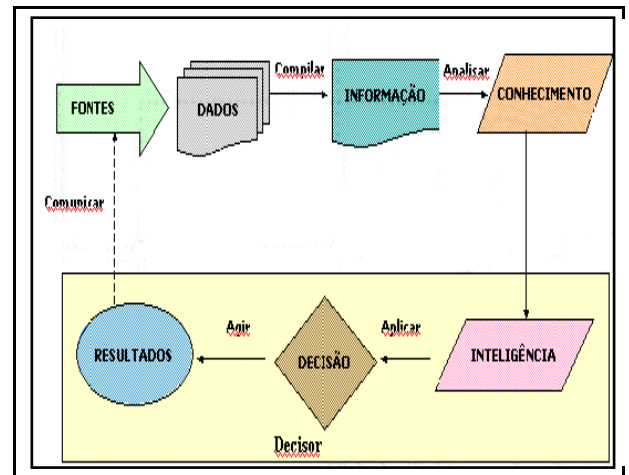 Compilar
Analisar
FONTES
DADOS
INFORMAÇÃO
CONHECIMENTO
Comunicar
Agir
Aplicar
RESULTADOS
DECISÃO
INTELIGÊNCIA
Decisor